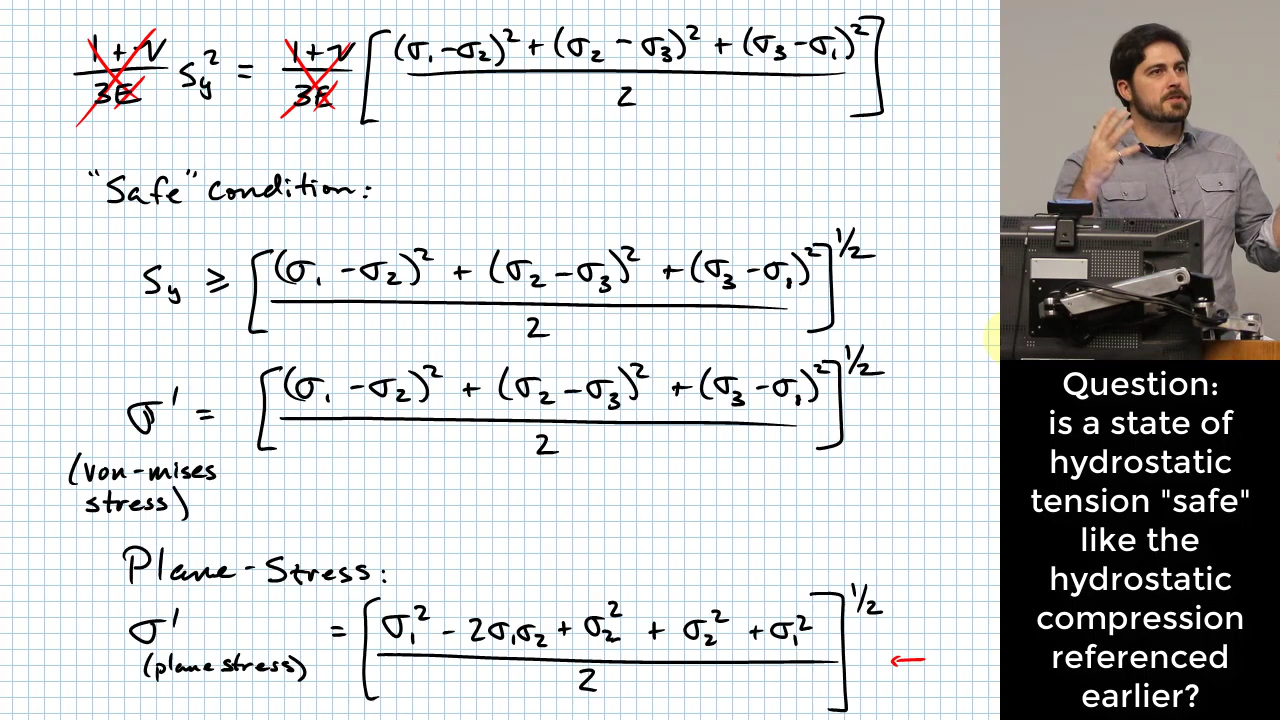 (1+ν)/(3E) Sy² = (1+ν)/(3E) [((σ₁ - σ₂)² + (σ₂ - σ₃)² + (σ₃ - σ₁)²)/2]
"Safe" condition:
Sy ≥ [((σ₁ - σ₂)² + (σ₂ - σ₃)² + (σ₃ - σ₁)²)/2]^1/2
σ' = [((σ₁ - σ₂)² + (σ₂ - σ₃)² + (σ₃ - σ₁)²)/2]^1/2
(von-mises
stress)
Plane-Stress:
σ' = [(σ₁² - 2σ₁σ₂ + σ₂² + σ₂² + σ₁²)/2]^1/2 ←
(plane stress)
Question:
is a state of
hydrostatic
tension "safe"
like the
hydrostatic
compression
referenced
earlier?